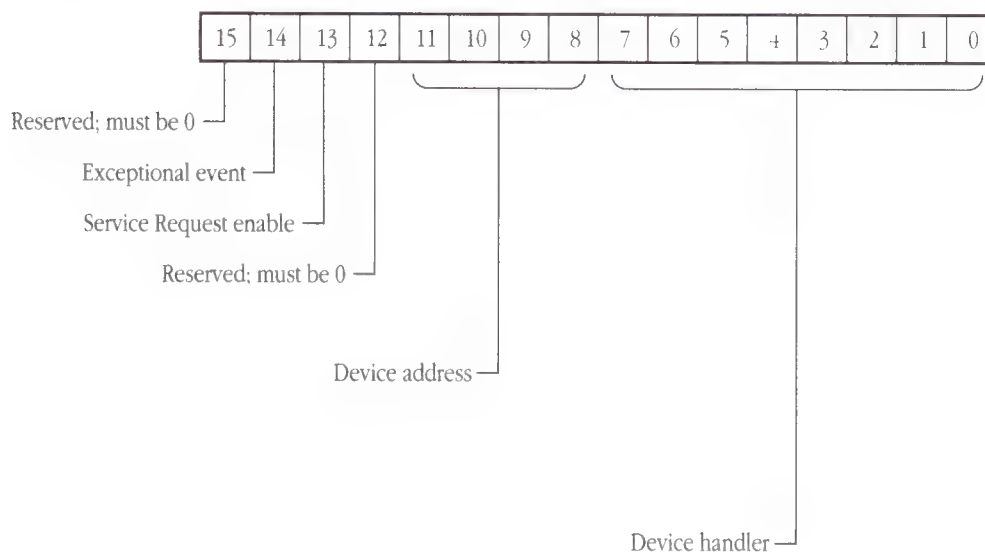 15 14 13 12 11 10 9 8 7 6 5 4 3 2 1 0
Reserved; must be 0
Exceptional event
Service Request enable
Reserved; must be 0
Device address
Device handler